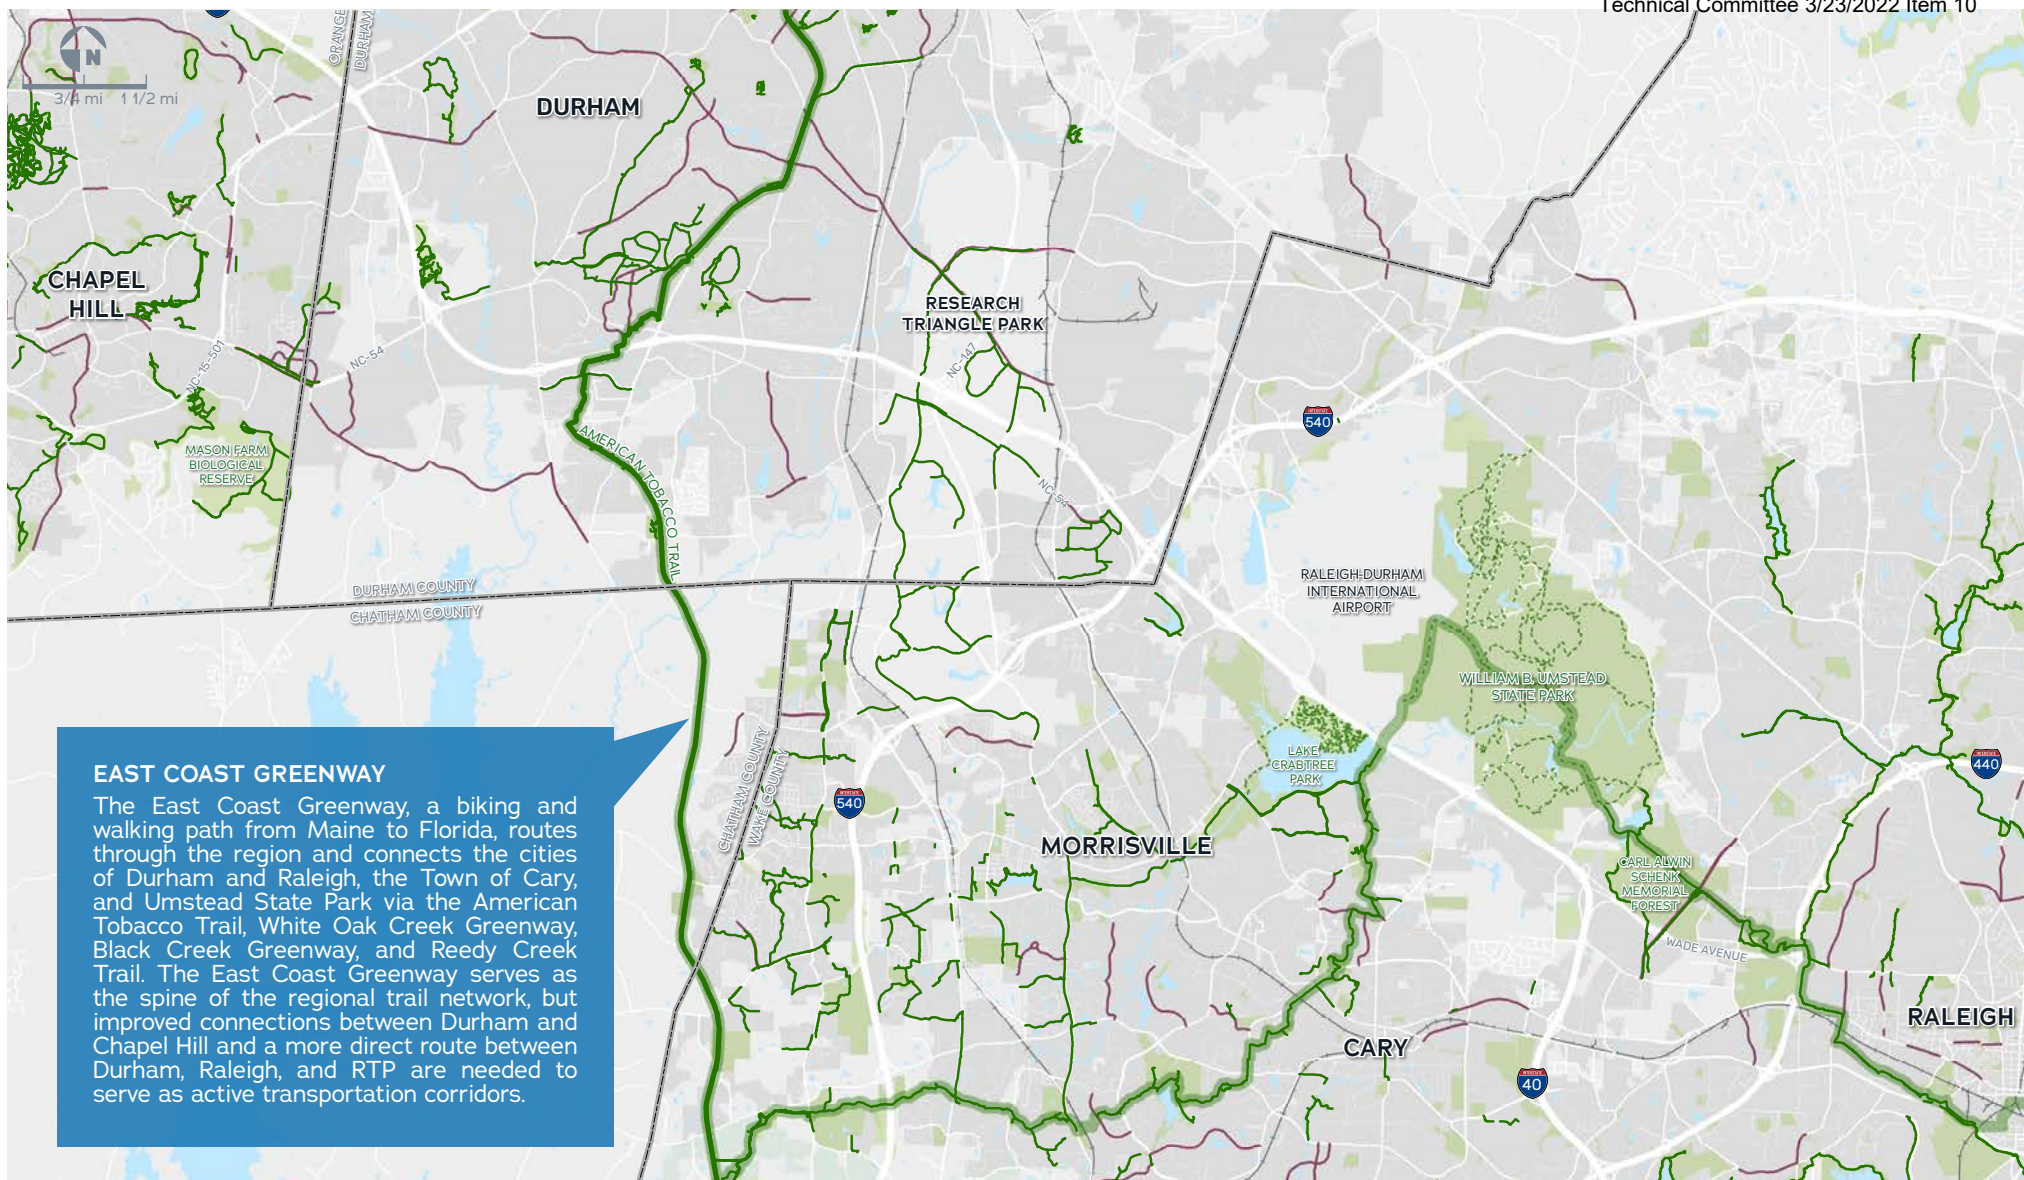 Technical Committee 3/23/2022 Item 10
N
3/4 mi 1 1/2 mi
ORANGE
DURHAM
DURHAM
CHAPEL
HILL
RESEARCH
TRIANGLE PARK
NC-147
NC-15-501
NC-54
MASON FARM
BIOLOGICAL
RESERVE
AMERICAN TOBACCO TRAIL
NC-54
INTERSTATE
540
RALEIGH-DURHAM
INTERNATIONAL
AIRPORT
DURHAM COUNTY
CHATHAM COUNTY
WILLIAM B. UMSTEAD
STATE PARK
LAKE
CRABTREE
PARK
INTERSTATE
440
CHATHAM COUNTY
WAKE COUNTY
INTERSTATE
540
MORRISVILLE
CARL ALWIN
SCHENK
MEMORIAL
FOREST
WADE AVENUE
RALEIGH
CARY
INTERSTATE
40
EAST COAST GREENWAY
The East Coast Greenway, a biking and
walking path from Maine to Florida, routes
through the region and connects the cities
of Durham and Raleigh, the Town of Cary,
and Umstead State Park via the American
Tobacco Trail, White Oak Creek Greenway,
Black Creek Greenway, and Reedy Creek
Trail. The East Coast Greenway serves as
the spine of the regional trail network, but
improved connections between Durham and
Chapel Hill and a more direct route between
Durham, Raleigh, and RTP are needed to
serve as active transportation corridors.